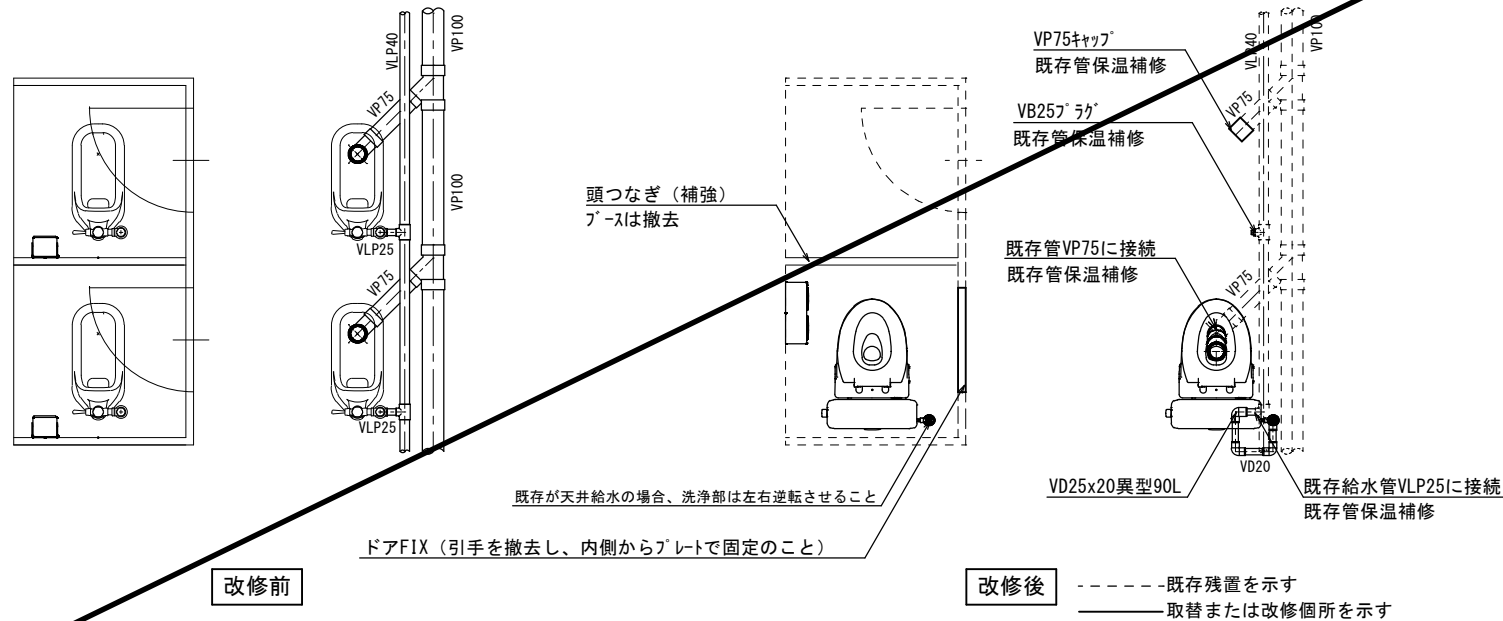 VLP40
VP100
VP75
VP100
VLP25
VP75
VLP25
改修前
頭つなぎ（補強）
ﾌﾞｰｽは撤去
既存が天井給水の場合、洗浄部は左右逆転させること
ドアFIX（引手を撤去し、内側からﾌﾟﾚｰﾄで固定のこと）
VP75ｷｬｯﾌﾟ
既存管保温補修
VLP40
VP100
VP75
VB25ﾌﾟﾗｸﾞ
既存管保温補修
既存管VP75に接続
既存管保温補修
VP75
VD20
VD25x20異型90L
既存給水管VLP25に接続
既存管保温補修
改修後
既存残置を示す
取替または改修個所を示す